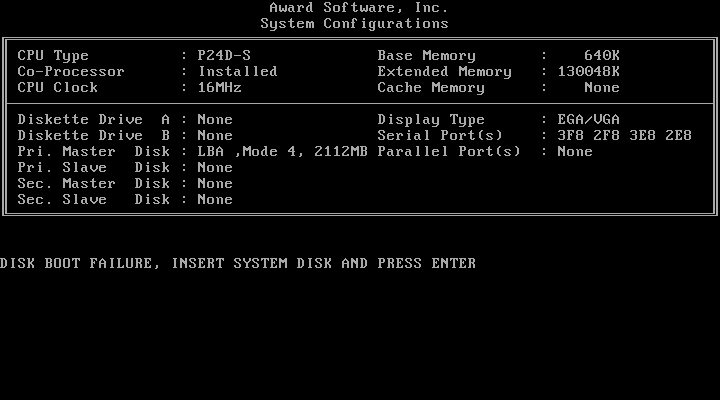 Award Software, Inc.
System Configurations
CPU Type : P24D-S Base Memory : 640K
Co-Processor : Installed Extended Memory : 130048K
CPU Clock : 16MHz Cache Memory : None
Diskette Drive A : None Display Type : EGA/VGA
Diskette Drive B : None Serial Port(s) : 3F8 2F8 3E8 2E8
Pri. Master Disk : LBA ,Mode 4, 2112MB Parallel Port(s) : None
Pri. Slave Disk : None
Sec. Master Disk : None
Sec. Slave Disk : None
DISK BOOT FAILURE, INSERT SYSTEM DISK AND PRESS ENTER